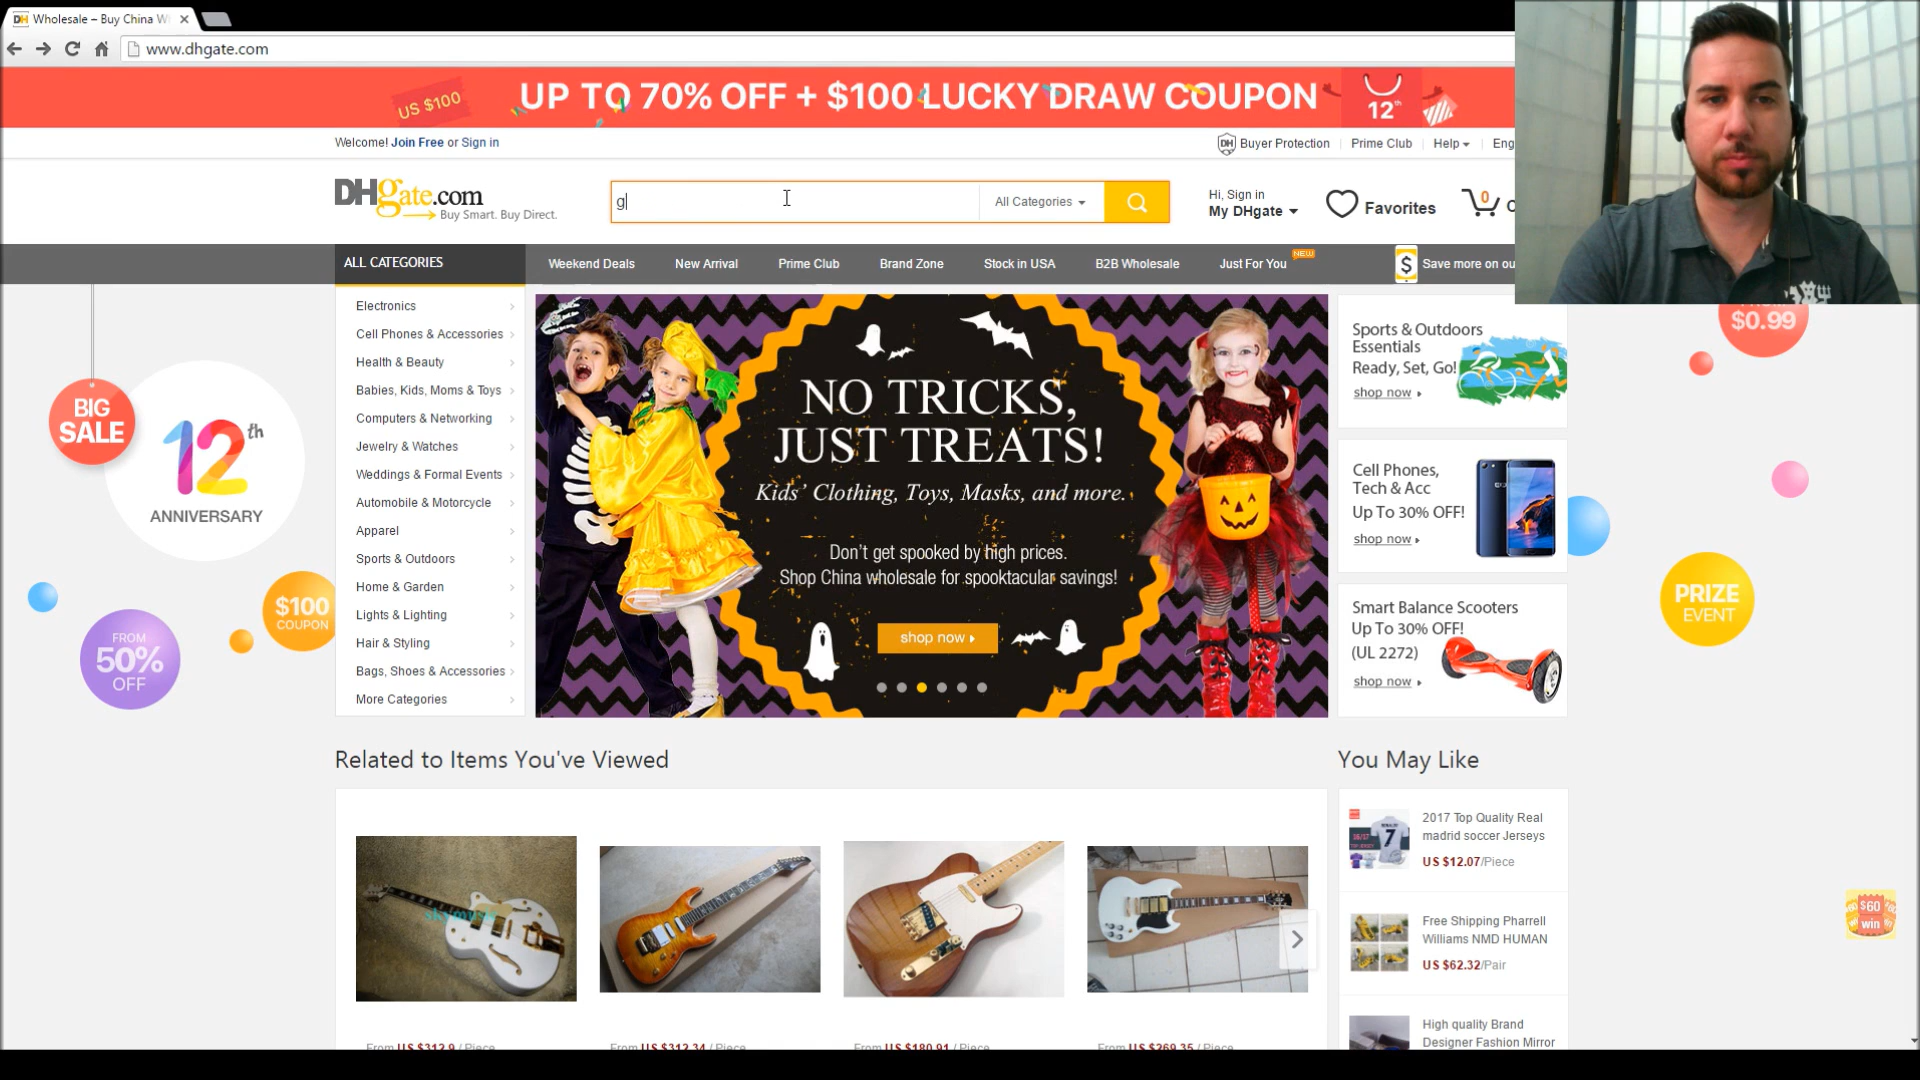 Wholesale – Buy China W
www.dhgate.com
US $100
UP TO 70% OFF + $100 LUCKY DRAW COUPON
12th
Welcome! Join Free or Sign in
Buyer Protection
Prime Club
Help
Eng
DHgate.com
Buy Smart. Buy Direct.
g
All Categories
Hi, Sign in
My DHgate
Favorites
0
ALL CATEGORIES
Weekend Deals
New Arrival
Prime Club
Brand Zone
Stock in USA
B2B Wholesale
Just For You
NEW
$
Save more on ou
Electronics
Cell Phones & Accessories
Health & Beauty
Babies, Kids, Moms & Toys
Computers & Networking
Jewelry & Watches
Weddings & Formal Events
Automobile & Motorcycle
Apparel
Sports & Outdoors
Home & Garden
Lights & Lighting
Hair & Styling
Bags, Shoes & Accessories
More Categories
BIG
SALE
12th
ANNIVERSARY
$100
COUPON
FROM
50%
OFF
NO TRICKS,
JUST TREATS!
Kids' Clothing, Toys, Masks, and more.
Don't get spooked by high prices.
Shop China wholesale for spooktacular savings!
shop now
Sports & Outdoors
Essentials
Ready, Set, Go!
shop now
Cell Phones,
Tech & Acc
Up To 30% OFF!
shop now
Smart Balance Scooters
Up To 30% OFF!
(UL 2272)
shop now
$0.99
PRIZE
EVENT
Related to Items You've Viewed
You May Like
From US $312.9 / Piece
From US $312.34 / Piece
From US $180.91 / Piece
From US $269.35 / Piece
2017 Top Quality Real
madrid soccer Jerseys
US $12.07/Piece
Free Shipping Pharrell
Williams NMD HUMAN
US $62.32/Pair
High quality Brand
Designer Fashion Mirror
$60
win